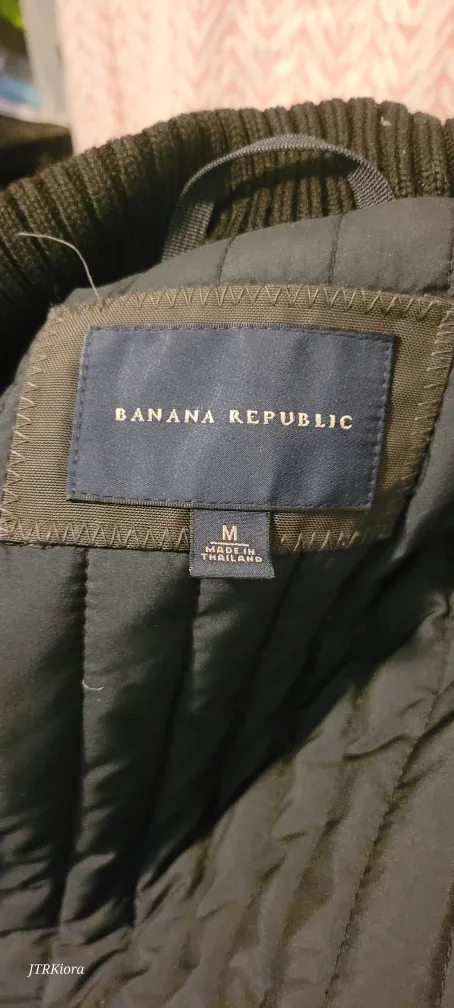 BANANA REPUBLIC
M
MADE IN
THAILAND
JTRKiora